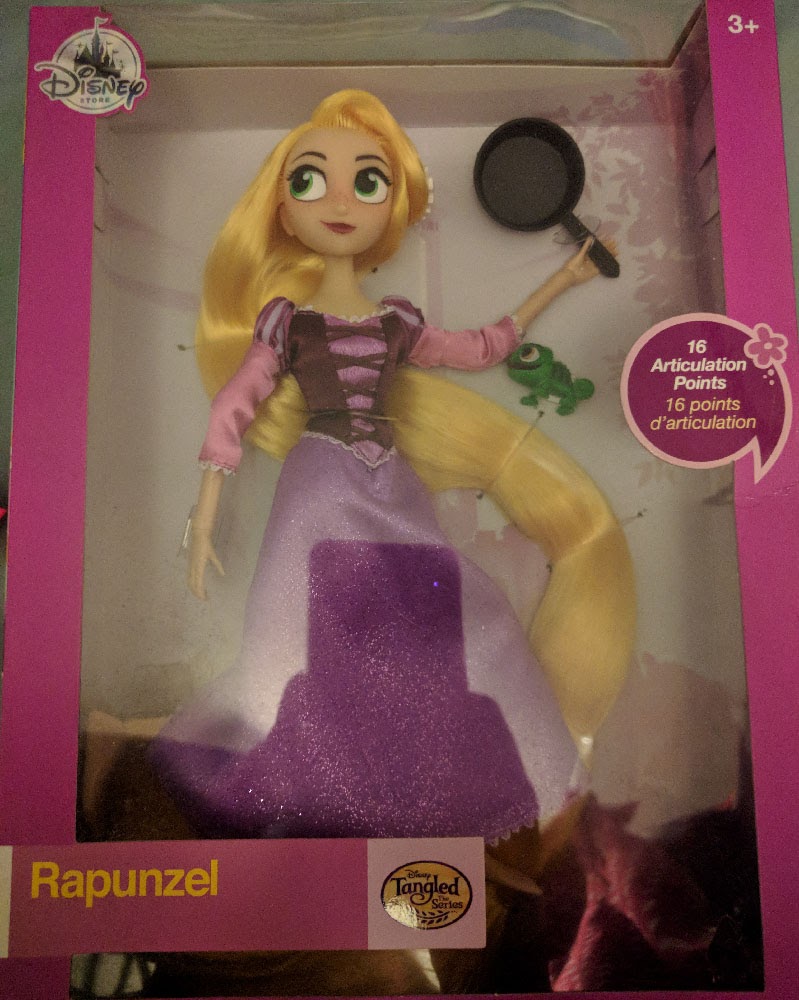 3+
Disney
STORE
16
Articulation
Points
16 points
d'articulation
Rapunzel
Disney
Tangled
The
Series